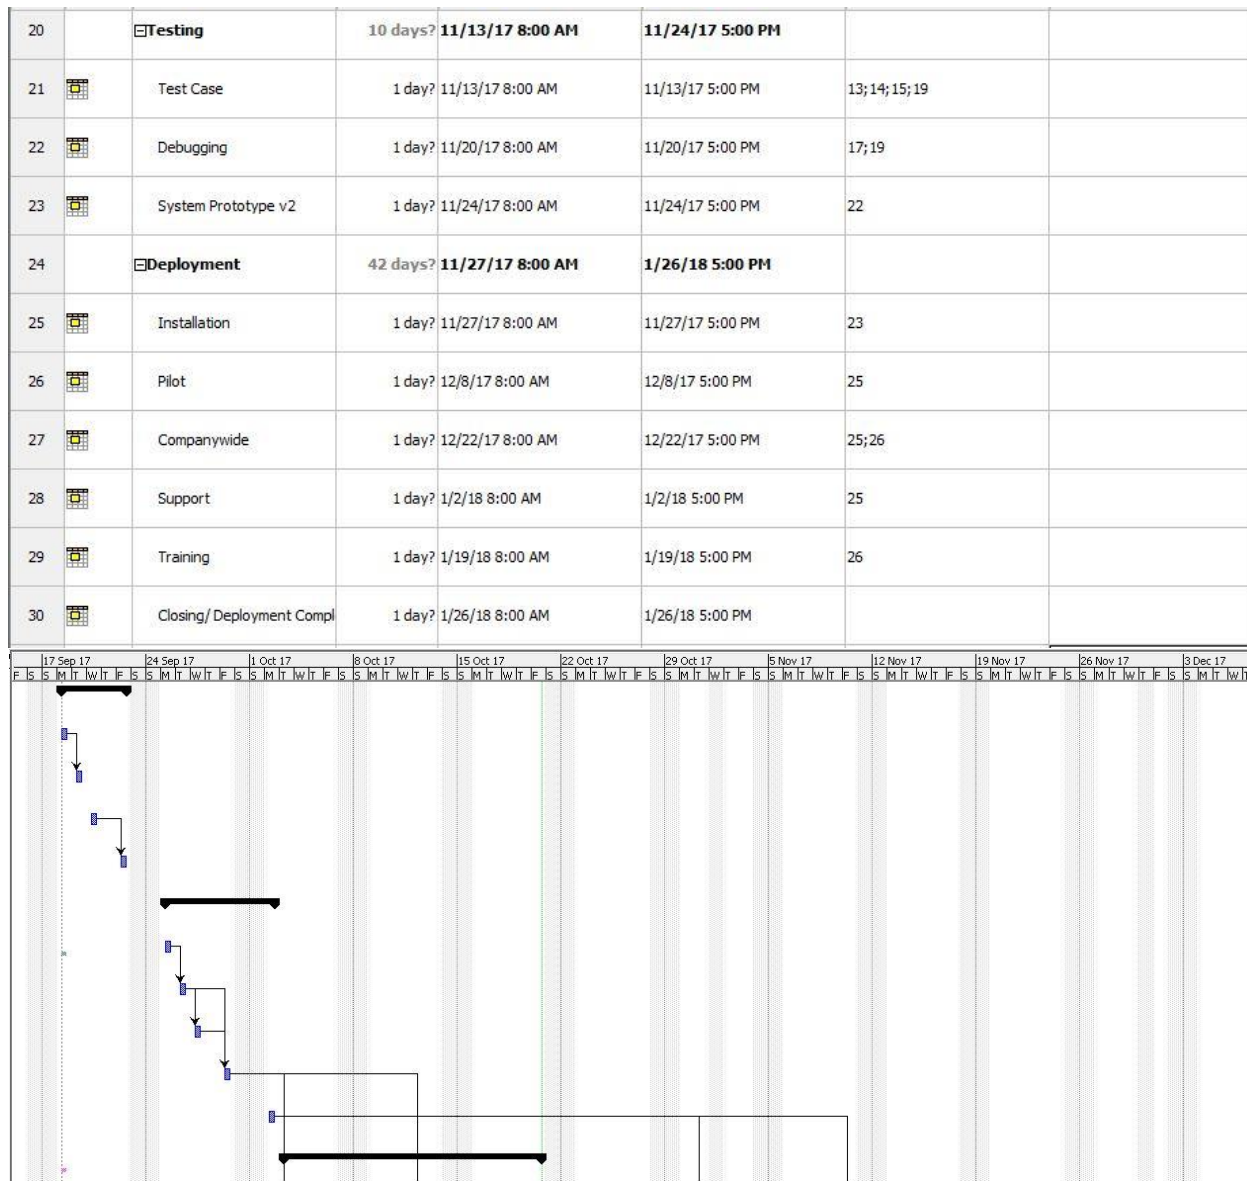 20 Testing 10 days? 11/13/17 8:00 AM 11/24/17 5:00 PM
21 Test Case 1 day? 11/13/17 8:00 AM 11/13/17 5:00 PM 13;14;15;19
22 Debugging 1 day? 11/20/17 8:00 AM 11/20/17 5:00 PM 17;19
23 System Prototype v2 1 day? 11/24/17 8:00 AM 11/24/17 5:00 PM 22
24 Deployment 42 days? 11/27/17 8:00 AM 1/26/18 5:00 PM
25 Installation 1 day? 11/27/17 8:00 AM 11/27/17 5:00 PM 23
26 Pilot 1 day? 12/8/17 8:00 AM 12/8/17 5:00 PM 25
27 Companywide 1 day? 12/22/17 8:00 AM 12/22/17 5:00 PM 25;26
28 Support 1 day? 1/2/18 8:00 AM 1/2/18 5:00 PM 25
29 Training 1 day? 1/19/18 8:00 AM 1/19/18 5:00 PM 26
30 Closing/ Deployment Compl 1 day? 1/26/18 8:00 AM 1/26/18 5:00 PM
17 Sep 17 24 Sep 17 1 Oct 17 8 Oct 17 15 Oct 17 22 Oct 17 29 Oct 17 5 Nov 17 12 Nov 17 19 Nov 17 26 Nov 17 3 Dec 17
F S S M T W T F S S M T W T F S S M T W T F S S M T W T F S S M T W T F S S M T W T F S S M T W T F S S M T W T F S S M T W T F S S M T W T F S S M T W T F S S M T W T